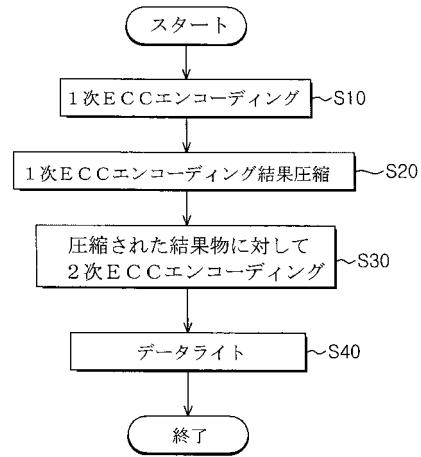 スタート
1次ECCエンコーディング
S10
1次ECCエンコーディング結果圧縮
S20
圧縮された結果物に対して
2次ECCエンコーディング
S30
データライト
S40
終了